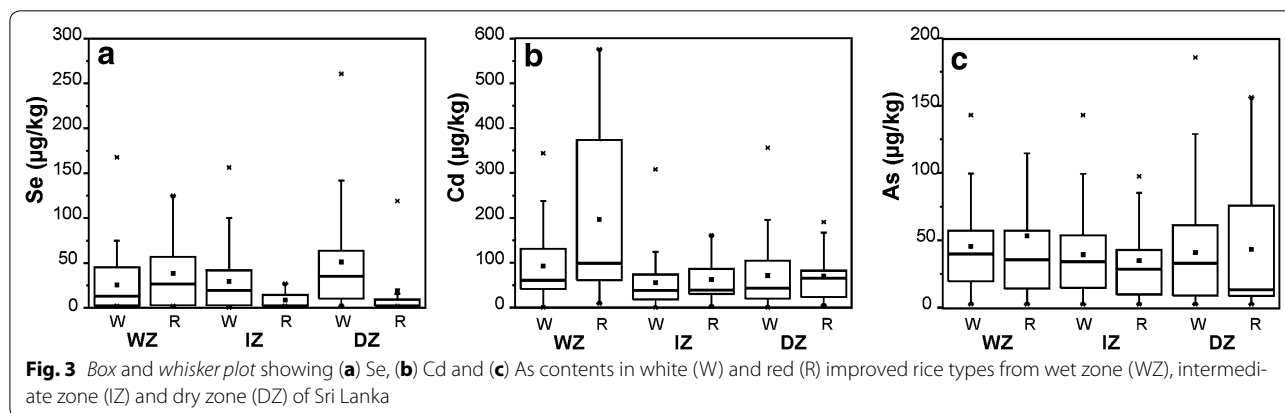 a
Se (µg/kg)
300
250
200
150
100
50
0
W R W R W R
WZ IZ DZ
b
Cd (µg/kg)
600
500
400
300
200
100
0
W R W R W R
WZ IZ DZ
c
As (µg/kg)
200
150
100
50
0
W R W R W R
WZ IZ DZ
Fig. 3 Box and whisker plot showing (a) Se, (b) Cd and (c) As contents in white (W) and red (R) improved rice types from wet zone (WZ), intermedi-
ate zone (IZ) and dry zone (DZ) of Sri Lanka